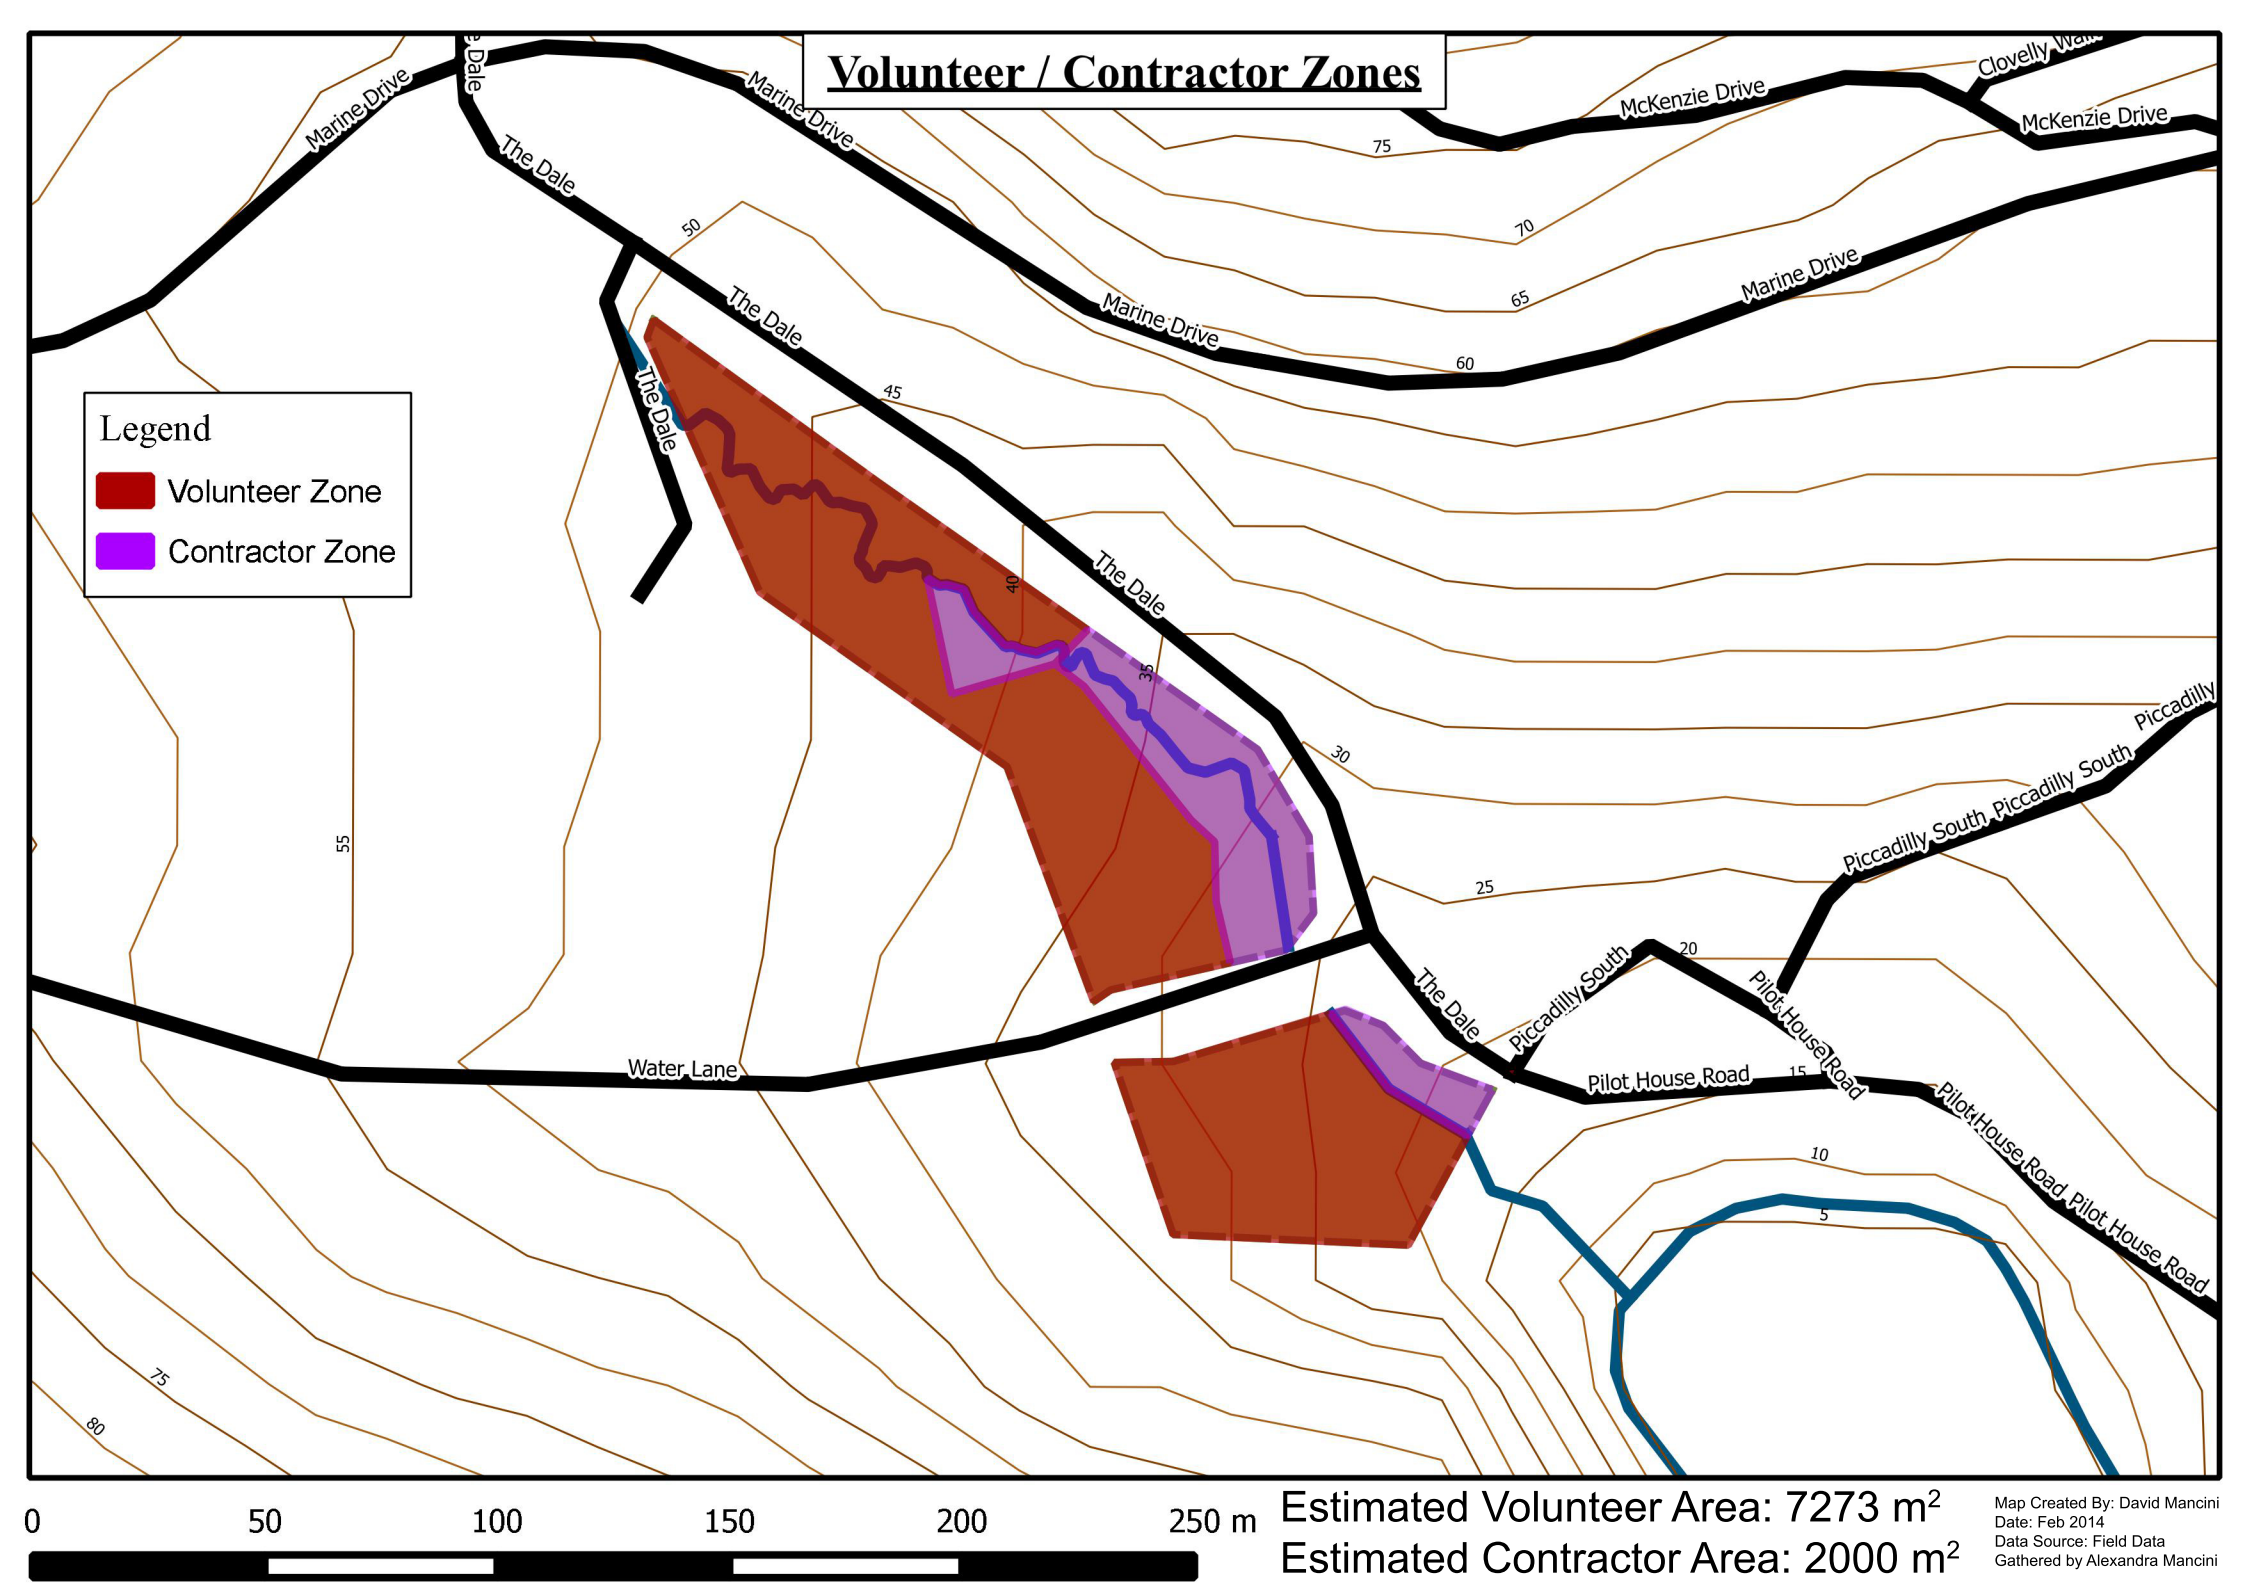 Volunteer / Contractor Zones
Clovelly Walk
e Dale
Marine Drive
Marine Drive
McKenzie Drive
McKenzie Drive
The Dale
75
50
70
Marine Drive
The Dale
65
Marine Drive
60
The Dale
45
Legend
Volunteer Zone
Contractor Zone
The Dale
40
35
Piccadilly
30
Piccadilly South
Piccadilly South
55
25
20
Piccadilly South
Pilot House Road
The Dale
Water Lane
Pilot House Road
15
Pilot House Road
10
5
Pilot House Road
75
80
0 50 100 150 200 250 m
Estimated Volunteer Area: 7273 m²
Estimated Contractor Area: 2000 m²
Map Created By: David Mancini
Date: Feb 2014
Data Source: Field Data
Gathered by Alexandra Mancini